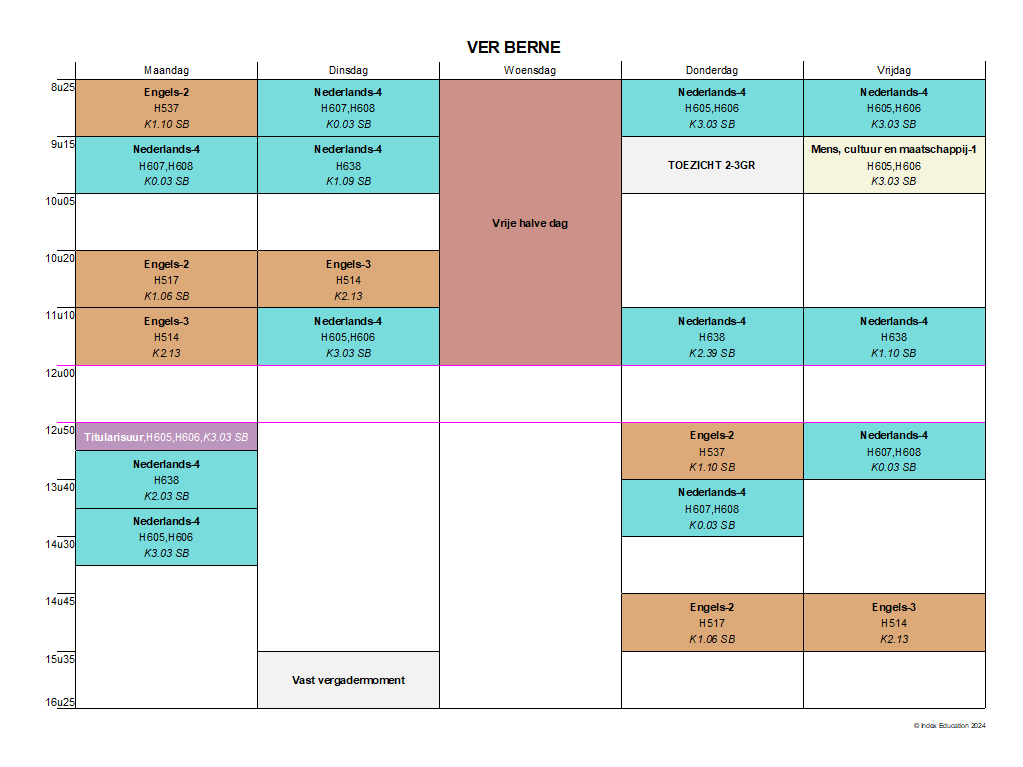 VER BERNE
Maandag Dinsdag Woensdag Donderdag Vrijdag
8u25
9u15
10u05
10u20
11u10
12u00
12u50
13u40
14u30
14u45
15u35
16u25
Engels-2
H537
K1.10 SB
Nederlands-4
H607,H608
K0.03 SB
Engels-2
H517
K1.06 SB
Engels-3
H514
K2.13
Titularisuur,H605,H606,K3.03 SB
Nederlands-4
H638
K2.03 SB
Nederlands-4
H605,H606
K3.03 SB
Nederlands-4
H607,H608
K0.03 SB
Nederlands-4
H638
K1.09 SB
Engels-3
H514
K2.13
Nederlands-4
H605,H606
K3.03 SB
Vast vergadermoment
Vrije halve dag
Nederlands-4
H605,H606
K3.03 SB
TOEZICHT 2-3GR
Nederlands-4
H638
K2.39 SB
Engels-2
H537
K1.10 SB
Nederlands-4
H607,H608
K0.03 SB
Engels-2
H517
K1.06 SB
Nederlands-4
H605,H606
K3.03 SB
Mens, cultuur en maatschappij-1
H605,H606
K3.03 SB
Nederlands-4
H638
K1.10 SB
Nederlands-4
H607,H608
K0.03 SB
Engels-3
H514
K2.13
© Index Education 2024